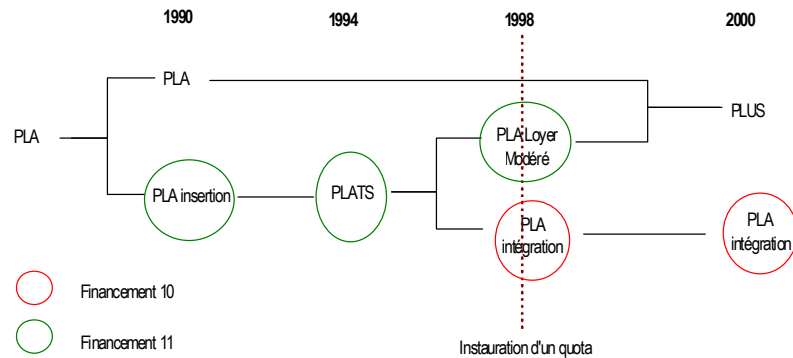 1990 1994 1998 2000
PLA
PLA
PLUS
PLA Loyer
Modéré
PLA insertion
PLATS
PLA
intégration
PLA
intégration
Financement 10
Financement 11
Instauration d'un quota